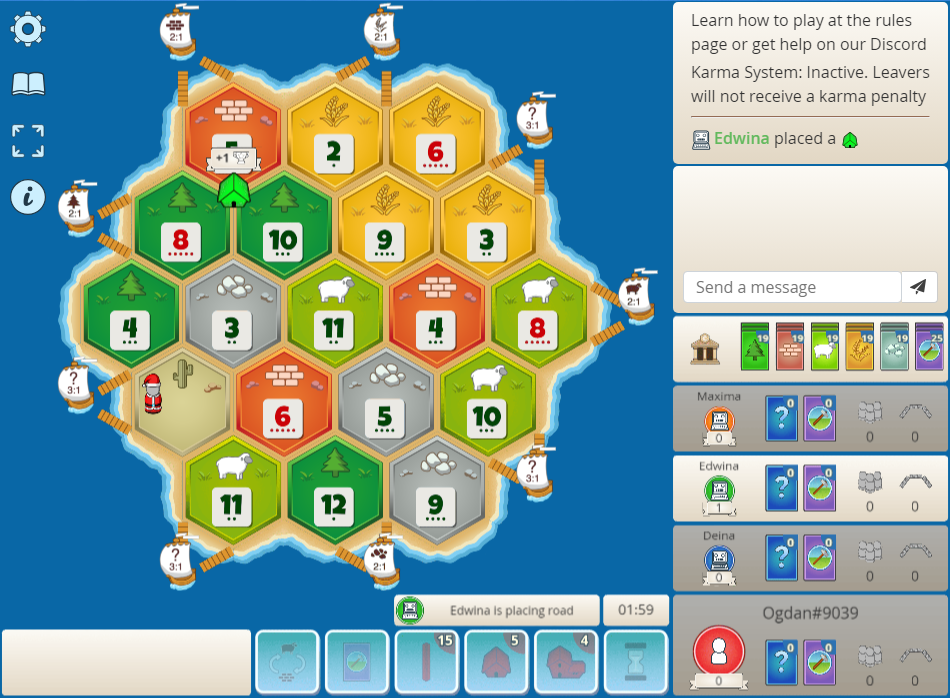 Learn how to play at the rules
page or get help on our Discord
Karma System: Inactive. Leavers
will not receive a karma penalty
Edwina placed a
Send a message
19 19 19 19 19 25
Maxima
0 0 0 0 0
Edwina
1 0 0 0 0
Deina
0 0 0 0 0
Ogdan#9039
0 0 0 0 0
2:1
2:1
3:1
2:1
2:1
3:1
3:1
3:1
2:1
+1
2 6
8 10 9 3
4 3 11 4 8
6 5 10
11 12 9
i
?
Edwina is placing road
01:59
15 5 4